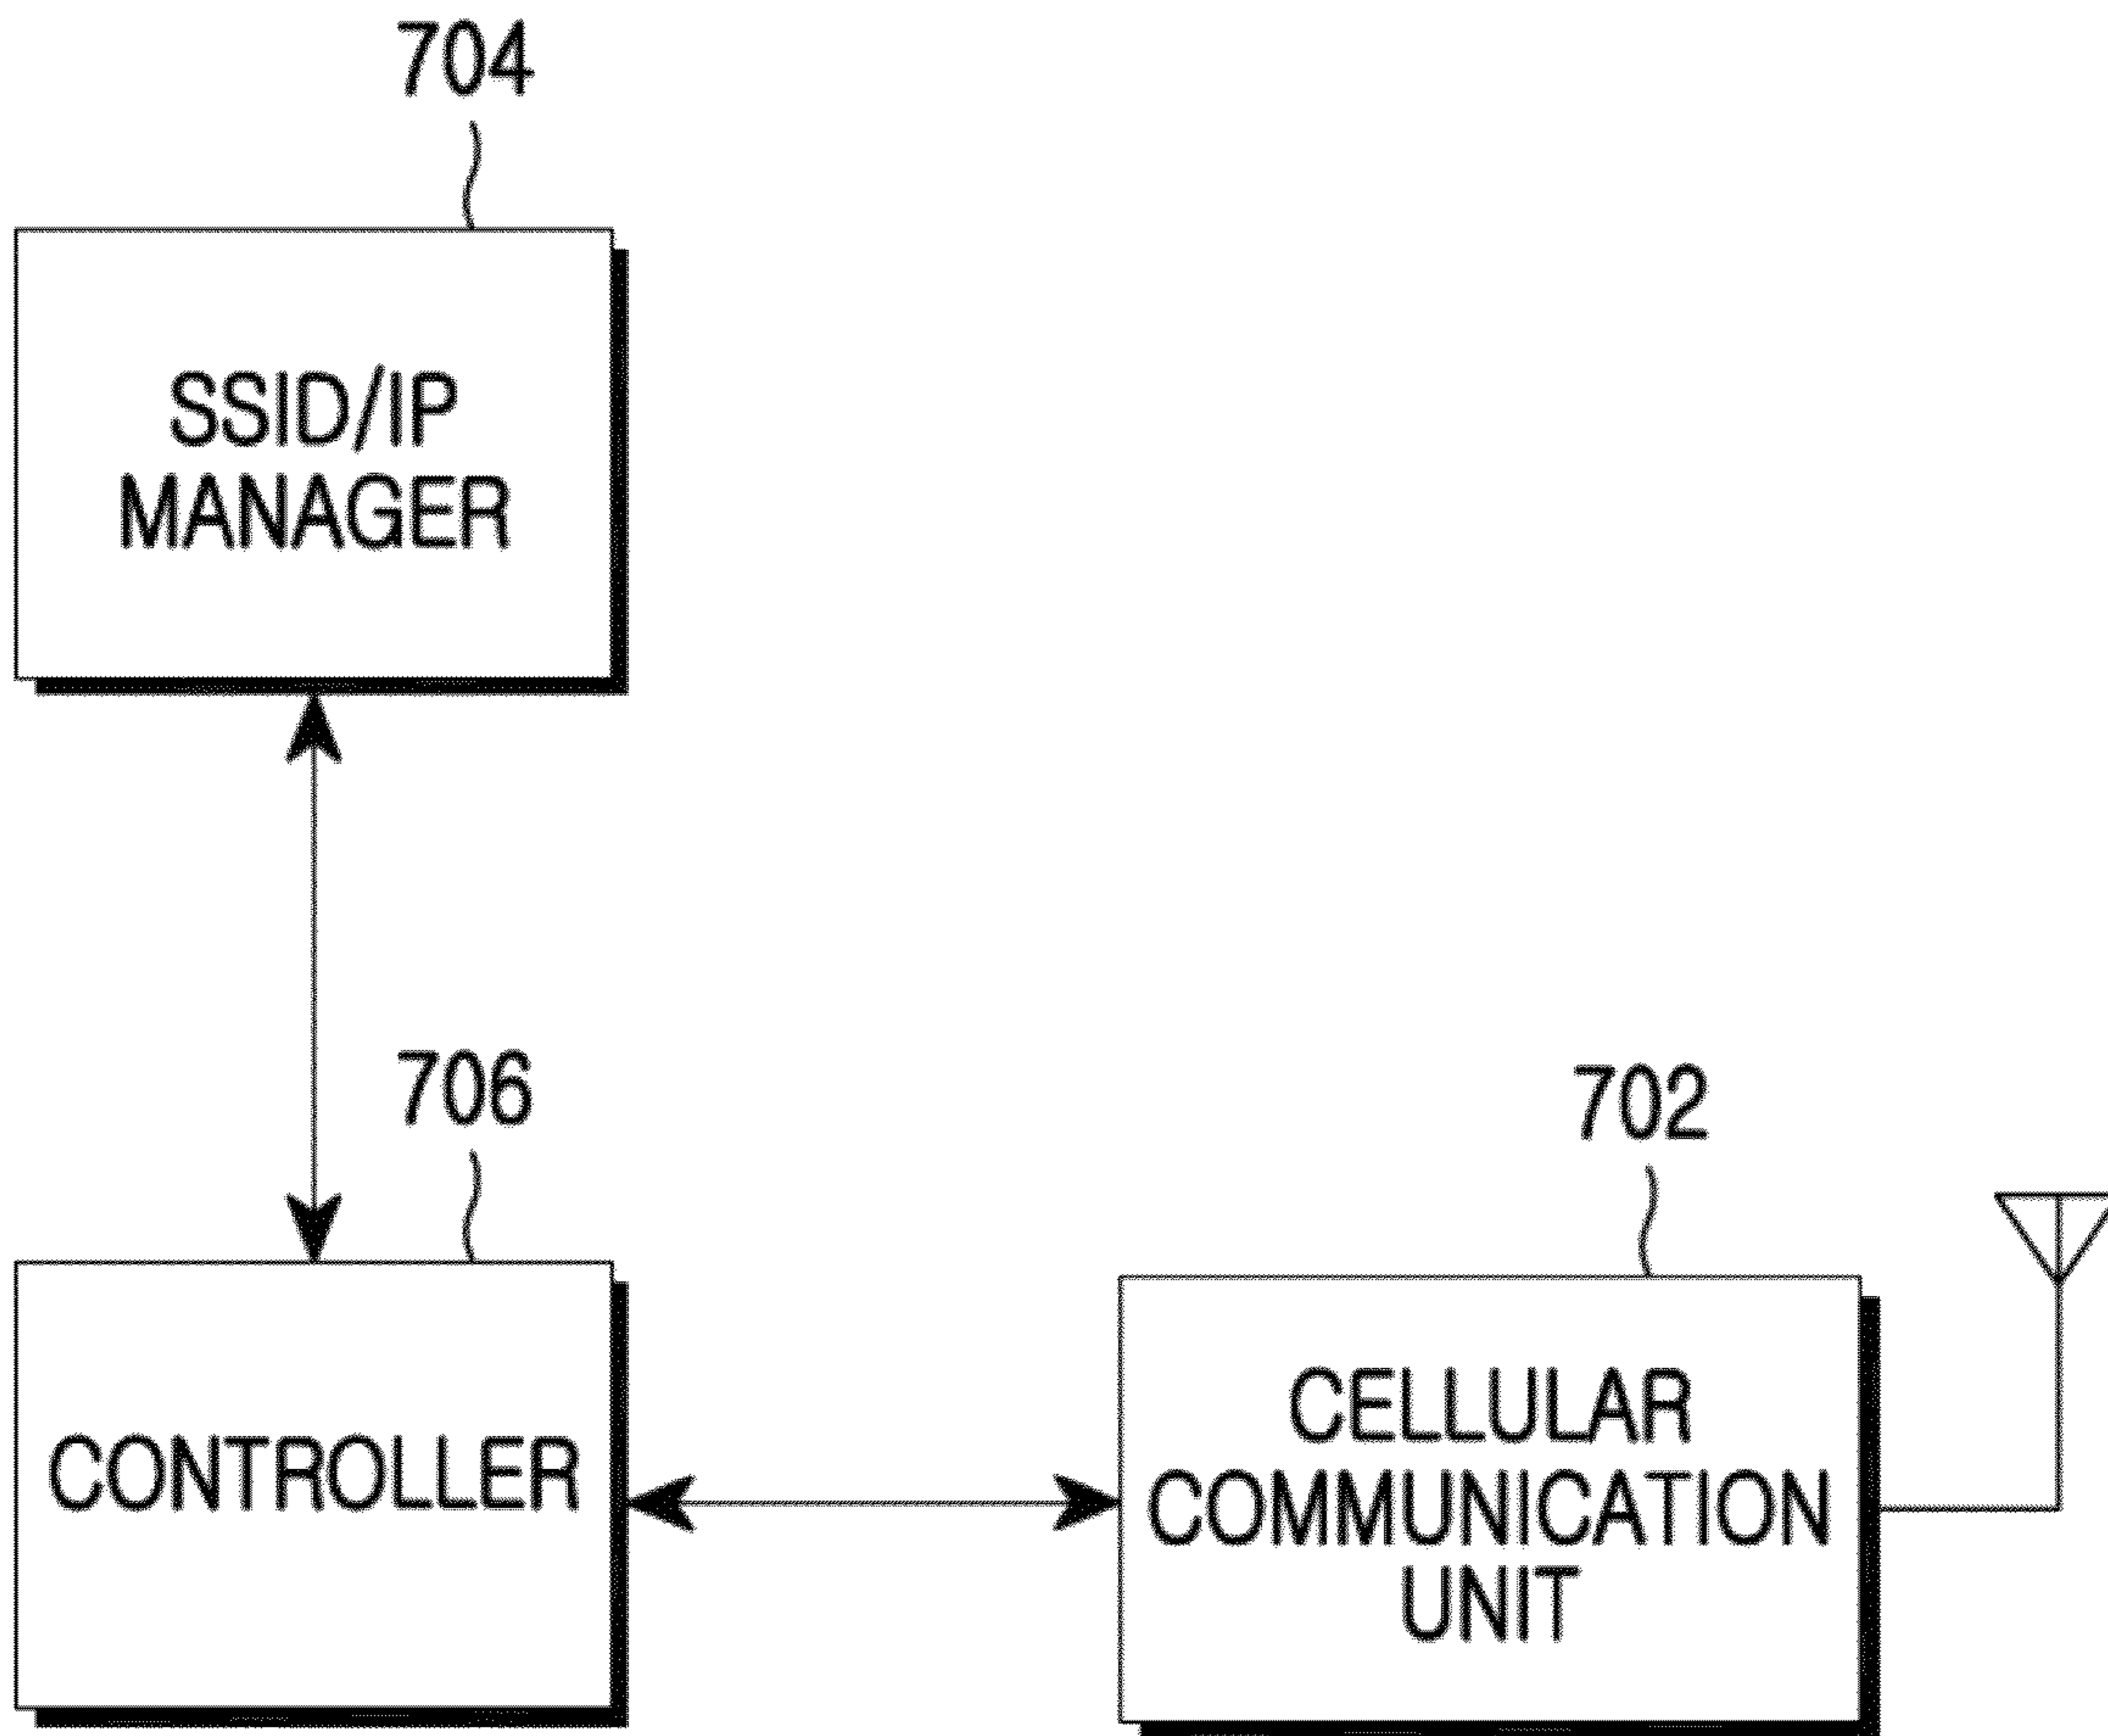 704
SSID/IP
MANAGER
706
CONTROLLER
702
CELLULAR
COMMUNICATION
UNIT